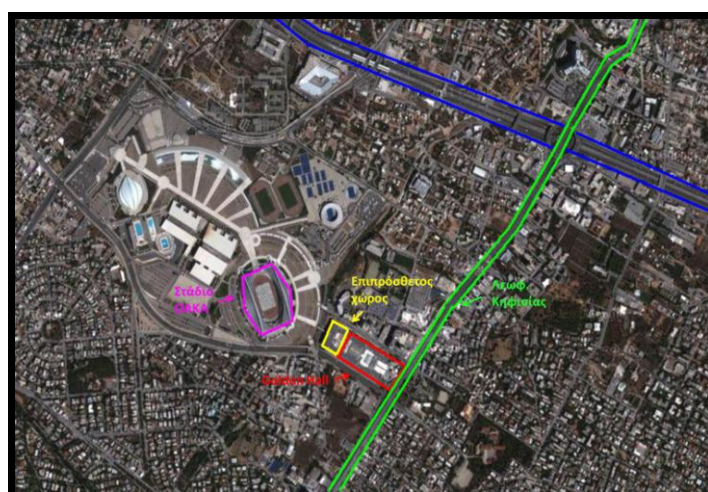 Επιπρόσθετος
χώρος
Στάδιο
ΟΑΚΑ
Λεωφ.
Κηφισίας
Golden Hall